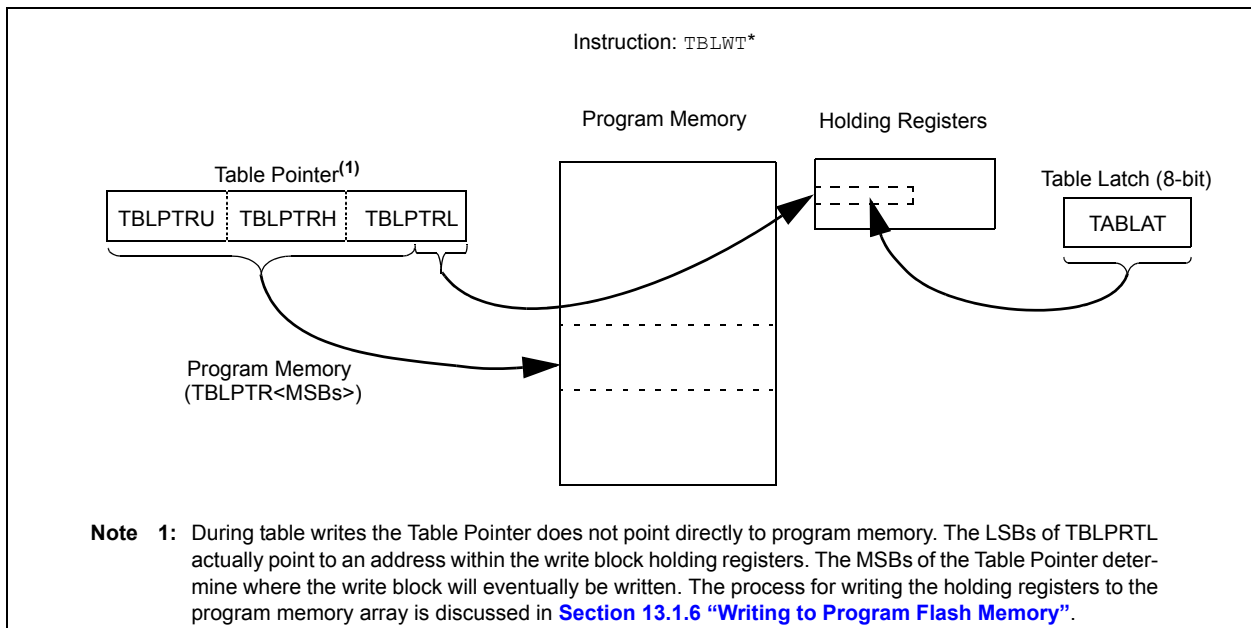 Instruction: TBLWT*
Program Memory
Holding Registers
Table Pointer(1)
Table Latch (8-bit)
TBLPTRU
TBLPTRH
TBLPTRL
TABLAT
Program Memory
(TBLPTR<MSBs>)
Note 1: During table writes the Table Pointer does not point directly to program memory. The LSBs of TBLPRTL
actually point to an address within the write block holding registers. The MSBs of the Table Pointer deter-
mine where the write block will eventually be written. The process for writing the holding registers to the
program memory array is discussed in Section 13.1.6 “Writing to Program Flash Memory”.